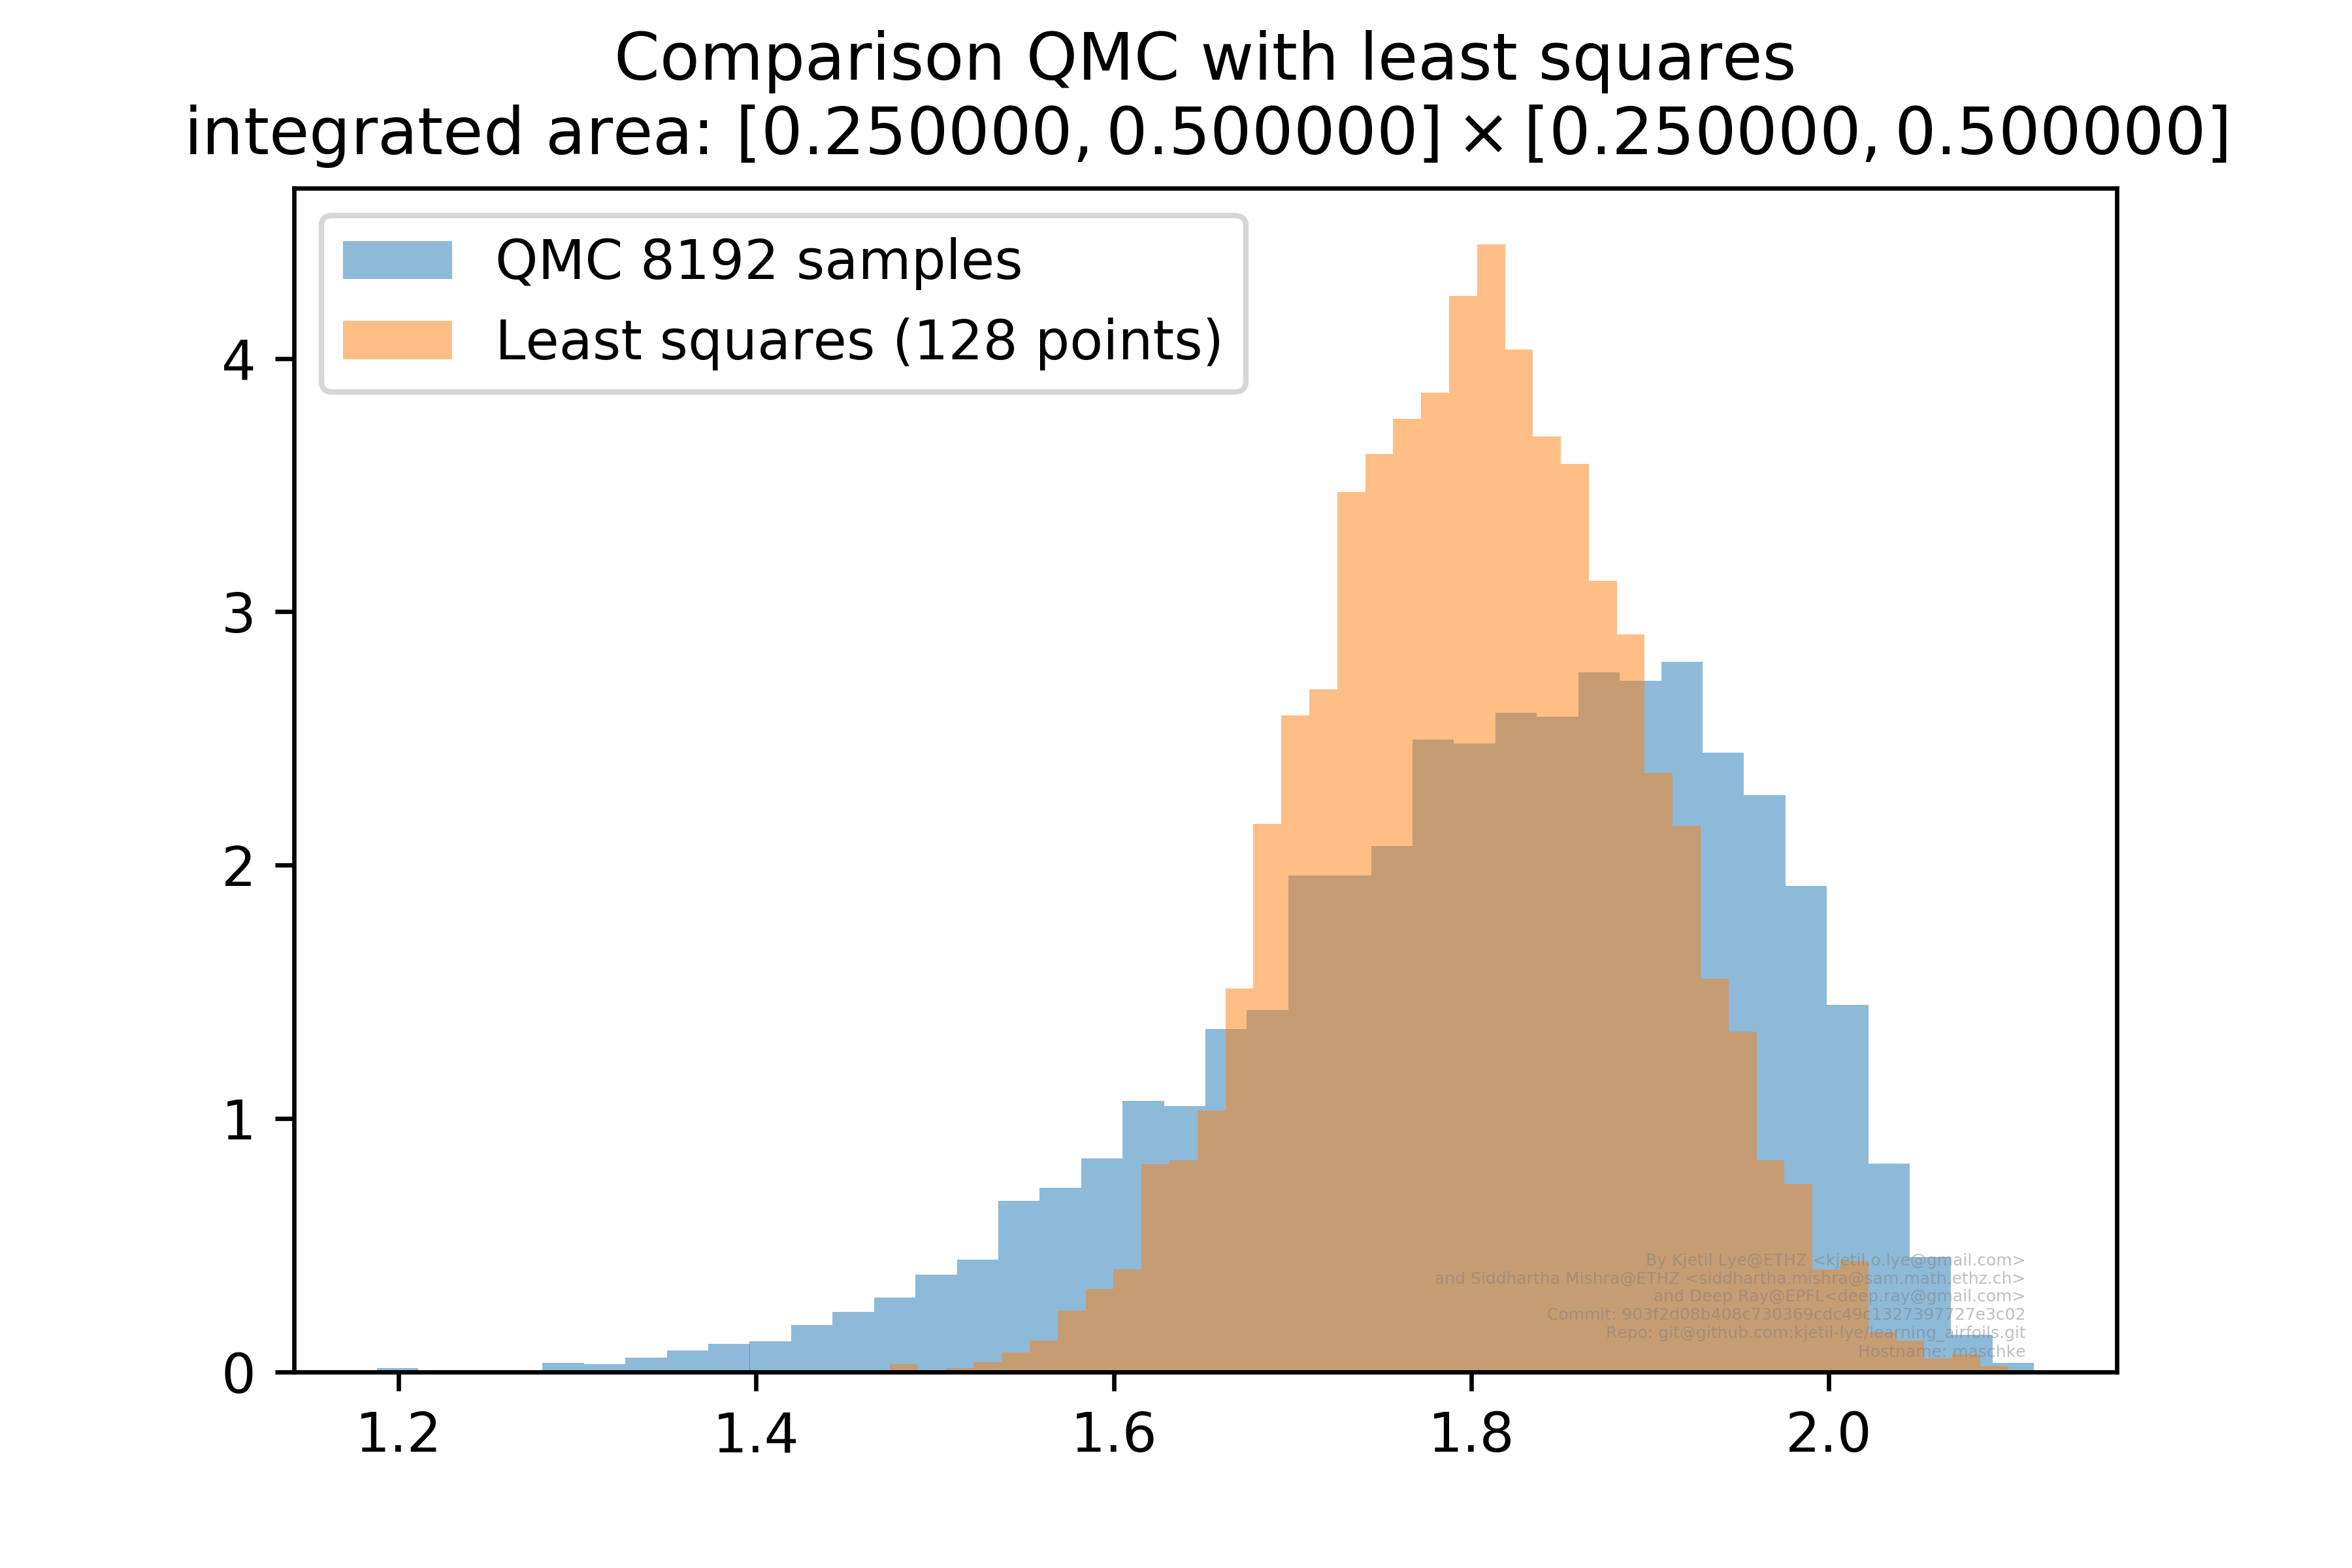 Comparison QMC with least squares
integrated area: [0.250000, 0.500000] × [0.250000, 0.500000]
QMC 8192 samples
Least squares (128 points)
4
3
2
1
0
1.2 1.4 1.6 1.8 2.0
By Kjetil Lye@ETHZ <kjetil.o.lye@gmail.com>
and Siddhartha Mishra@ETHZ <siddhartha.mishra@sam.math.ethz.ch>
and Deep Ray@EPFL<deep.ray@gmail.com>
Commit: 903f2d08b408c730369cdc49c1327397727e3c02
Repo: git@github.com:kjetil-lye/learning_airfoils.git
Hostname: maschke